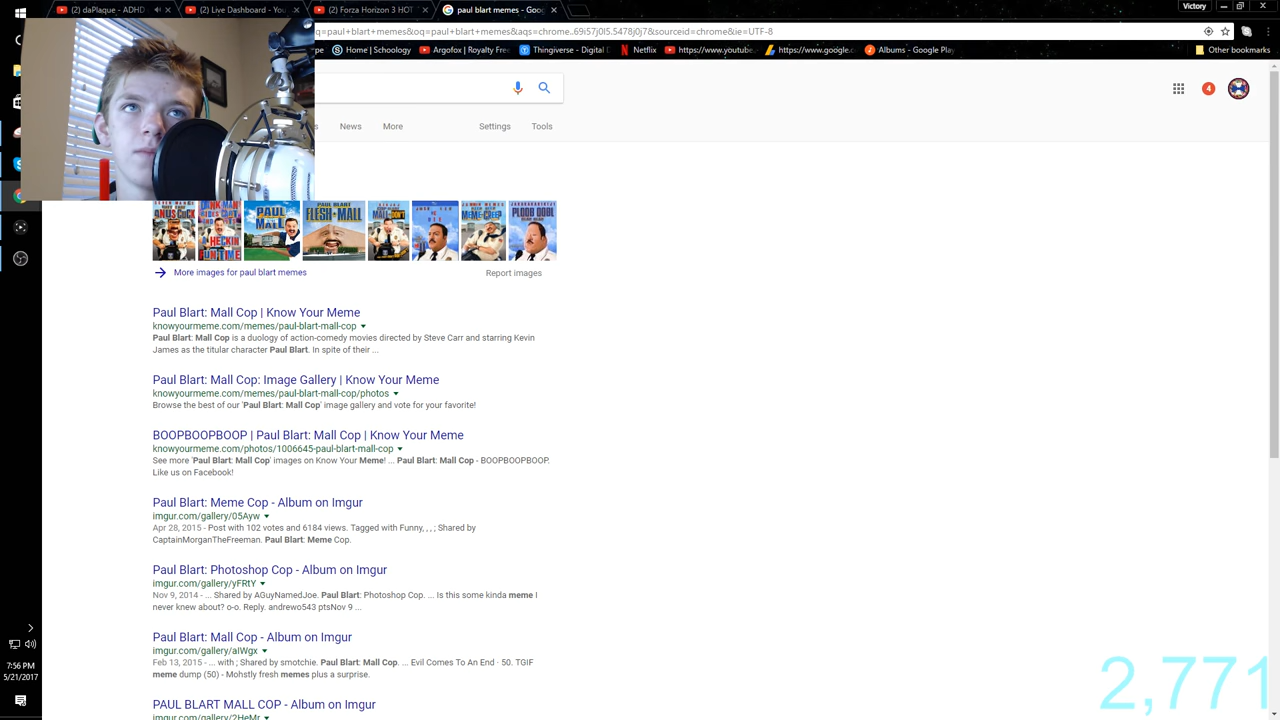 (7) daPlaque - ADHD
(2) Live Dashboard - You
Forza Horizon 3 HOT
paul blart memes - Goo
Victory
q=paul+blart+memes&oq=paul+blart+memes&aqs=chrome..69i57j0l5.5478j0j7&sourceid=chrome&ie=UTF-8
Home | Schoology
Argofox | Royalty Free
Thingiverse - Digital D
Netflix
https://www.youtube.
https://www.google.c
Albums - Google Play
Other bookmarks
4
News
More
Settings
Tools
PAUL
MALL
PAUL BLART
FLESH MALL
MALL DON'T
PLOOU DOBL
More images for paul blart memes
Report images
Paul Blart: Mall Cop | Know Your Meme
knowyourmeme.com/memes/paul-blart-mall-cop
Paul Blart: Mall Cop is a duology of action-comedy movies directed by Steve Carr and starring Kevin
James as the titular character Paul Blart. In spite of their ...
Paul Blart: Mall Cop: Image Gallery | Know Your Meme
knowyourmeme.com/memes/paul-blart-mall-cop/photos
Browse the best of our 'Paul Blart: Mall Cop' image gallery and vote for your favorite!
BOOPBOOPBOOP | Paul Blart: Mall Cop | Know Your Meme
knowyourmeme.com/photos/1006645-paul-blart-mall-cop
See more 'Paul Blart: Mall Cop' images on Know Your Meme! ... Paul Blart: Mall Cop - BOOPBOOPBOOP.
Like us on Facebook!
Paul Blart: Meme Cop - Album on Imgur
imgur.com/gallery/05Ayw
Apr 28, 2015 - Post with 102 votes and 6184 views. Tagged with Funny, , , ; Shared by
CaptainMorganTheFreeman. Paul Blart: Meme Cop.
Paul Blart: Photoshop Cop - Album on Imgur
imgur.com/gallery/yFRtY
Nov 9, 2014 - ... Shared by AGuyNamedJoe. Paul Blart: Photoshop Cop. ... Is this some kinda meme I
never knew about? o-o. Reply. andrewo543 ptsNov 9 ...
Paul Blart: Mall Cop - Album on Imgur
imgur.com/gallery/aIWgx
Feb 13, 2015 - ... with ; Shared by smotchie. Paul Blart: Mall Cop. ... Evil Comes To An End · 50. TGIF
meme dump (50) - Mohstly fresh memes plus a surprise.
PAUL BLART MALL COP - Album on Imgur
imgur.com/gallery/2HeMr
7:56 PM
5/21/2017
2,771